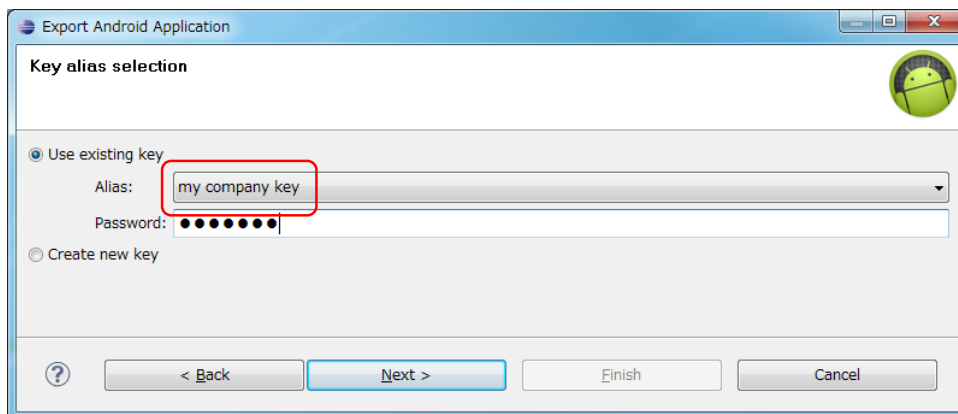 Export Android Application
Key alias selection
Use existing key
Alias: my company key
Password: ●●●●●●●
Create new key
? < Back Next > Finish Cancel